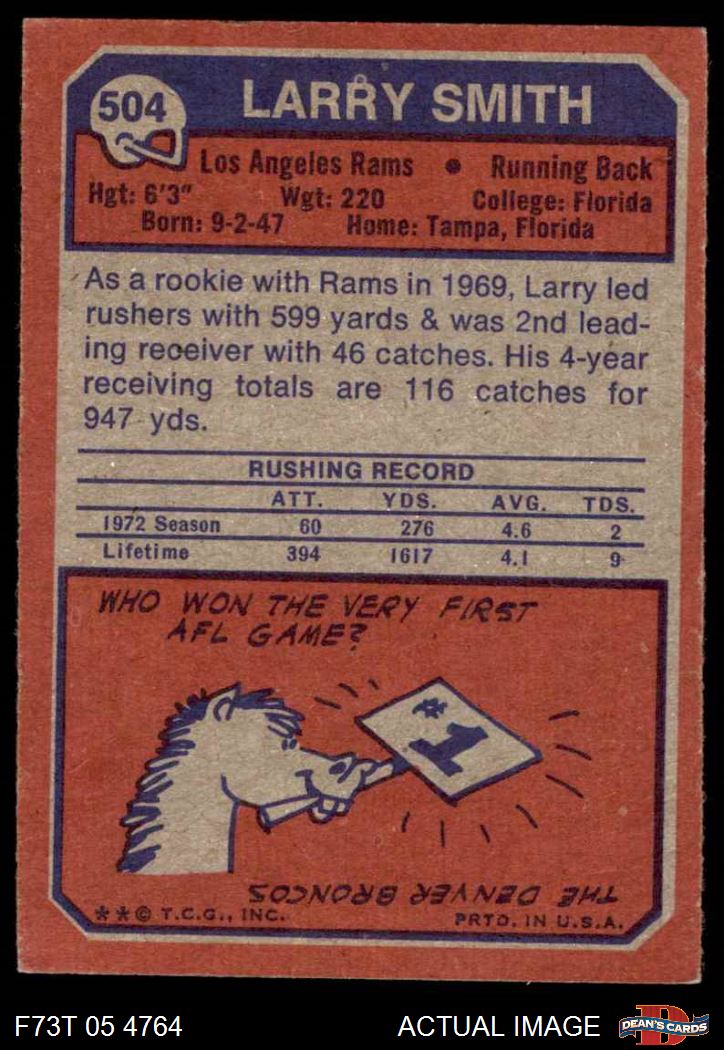 504
LARRY SMITH
Los Angeles Rams • Running Back
Hgt: 6'3" Wgt: 220 College: Florida
Born: 9-2-47 Home: Tampa, Florida
As a rookie with Rams in 1969, Larry led
rushers with 599 yards & was 2nd lead-
ing receiver with 46 catches. His 4-year
receiving totals are 116 catches for
947 yds.
RUSHING RECORD
ATT. YDS. AVG. TDS.
1972 Season 60 276 4.6 2
Lifetime 394 1617 4.1 9
WHO WON THE VERY FIRST
AFL GAME?
#1
THE DENVER BRONCOS
**© T.C.G., INC. PRTD. IN U.S.A.
F73T 05 4764 ACTUAL IMAGE
D
DEAN'S CARDS